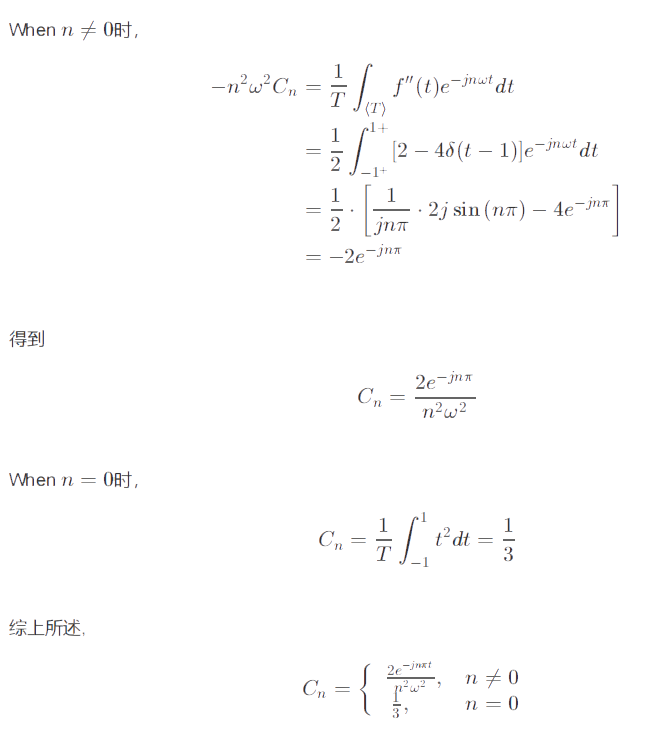 When $n \neq 0$时,
$-n^2\omega^2 C_n = \frac{1}{T} \int_{\langle T \rangle} f''(t) e^{-jn\omega t} dt$
$= \frac{1}{2} \int_{-1^+}^{1+} [2 - 4\delta(t-1)] e^{-jn\omega t} dt$
$= \frac{1}{2} \cdot \left[ \frac{1}{jn\pi} \cdot 2j \sin(n\pi) - 4e^{-jn\pi} \right]$
$= -2e^{-jn\pi}$
得到
$C_n = \frac{2e^{-jn\pi}}{n^2\omega^2}$
When $n = 0$时,
$C_n = \frac{1}{T} \int_{-1}^{1} t^2 dt = \frac{1}{3}$
综上所述,
$C_n = \begin{cases} \frac{2e^{-jn\pi t}}{n^2\omega^2}, & n \neq 0 \\ \frac{1}{3}, & n = 0 \end{cases}$